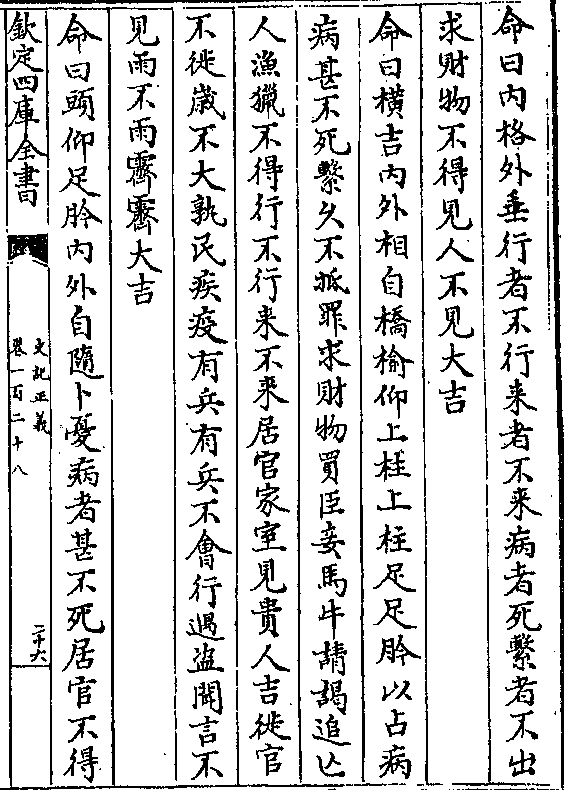 命曰内格外垂行者不行来者不来病者死繫者不出
求財物不得見人不見大吉
命曰横吉内外相自橋榆仰上柱上柱足足肣以占病
病甚不死繫乆不抵罪求財物買臣妾馬牛請謁追亾
人漁獵不得行不行来不来居官家室見貴人吉徙官
不徙歳不大孰民疾疫有兵有兵不會行遇盗聞言不
見雨不雨霽霽大吉
命曰頭仰足肣内外自隨卜憂病者甚不死居官不得
欽定四庫全書
史記正義
卷一百二十八
二十六